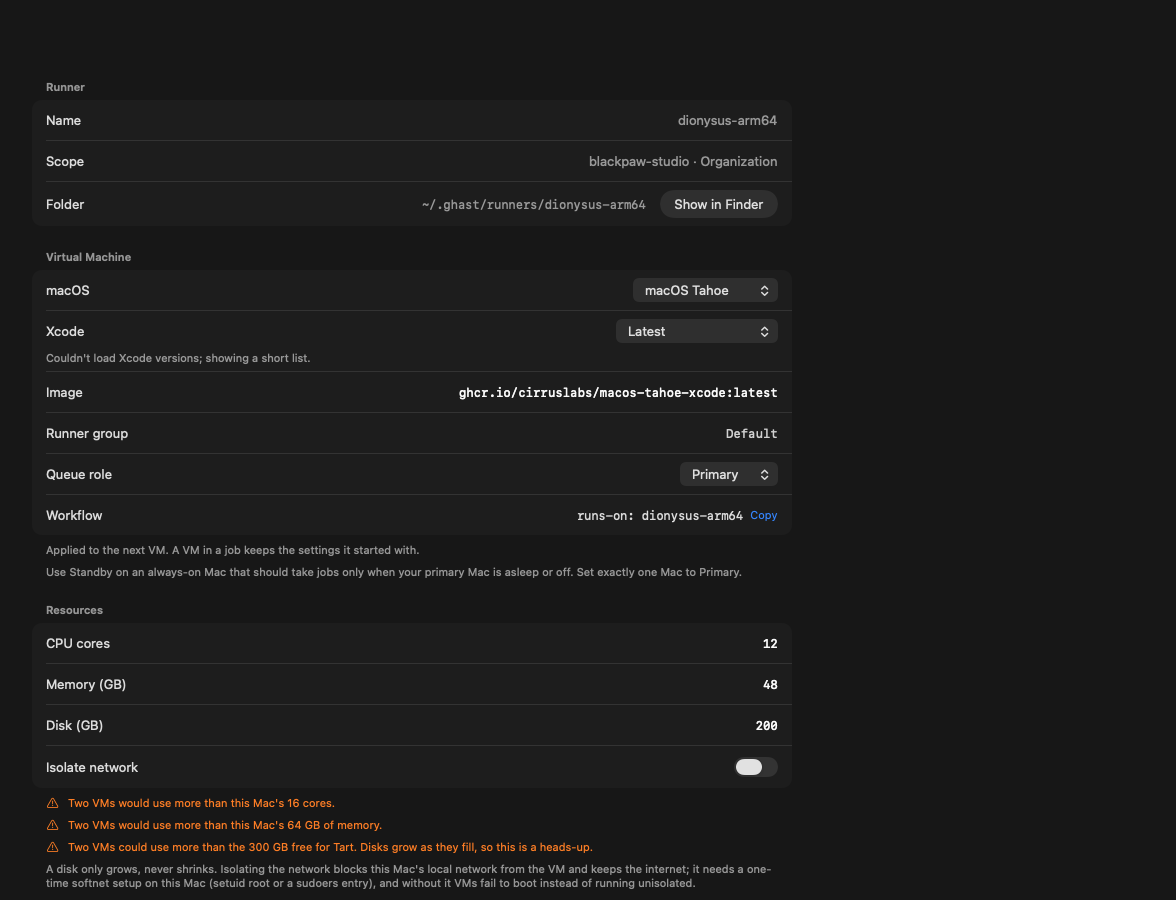 Runner
Name
dionysus-arm64
Scope
blackpaw-studio · Organization
Folder
~/.ghast/runners/dionysus-arm64
Show in Finder
Virtual Machine
macOS
macOS Tahoe
Xcode
Latest
Couldn't load Xcode versions; showing a short list.
Image
ghcr.io/cirruslabs/macos-tahoe-xcode:latest
Runner group
Default
Queue role
Primary
Workflow
runs-on: dionysus-arm64
Copy
Applied to the next VM. A VM in a job keeps the settings it started with.
Use Standby on an always-on Mac that should take jobs only when your primary Mac is asleep or off. Set exactly one Mac to Primary.
Resources
CPU cores
12
Memory (GB)
48
Disk (GB)
200
Isolate network
Two VMs would use more than this Mac's 16 cores.
Two VMs would use more than this Mac's 64 GB of memory.
Two VMs could use more than the 300 GB free for Tart. Disks grow as they fill, so this is a heads-up.
A disk only grows, never shrinks. Isolating the network blocks this Mac's local network from the VM and keeps the internet; it needs a one-
time softnet setup on this Mac (setuid root or a sudoers entry), and without it VMs fail to boot instead of running unisolated.